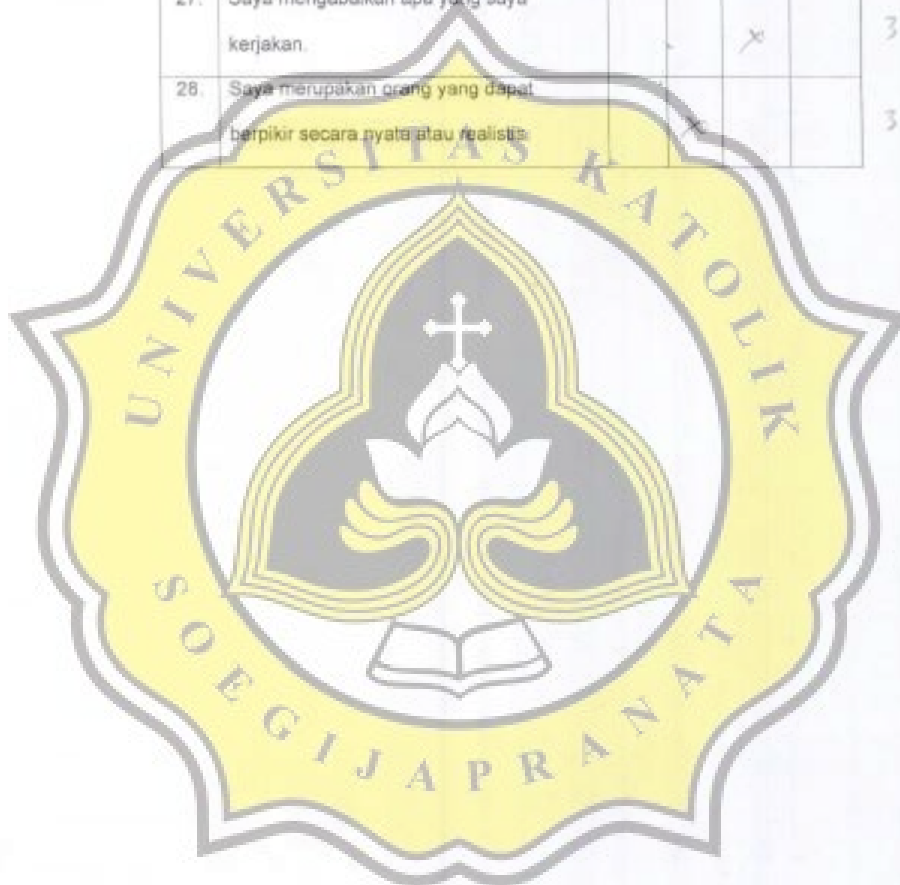 27. Saya mengabaikan apa yang saya
kerjakan. x 3
28. Saya merupakan orang yang dapat
berpikir secara nyata atau realistis x 3
UNIVERSITAS KATOLIK
SOEGIJAPRANATA